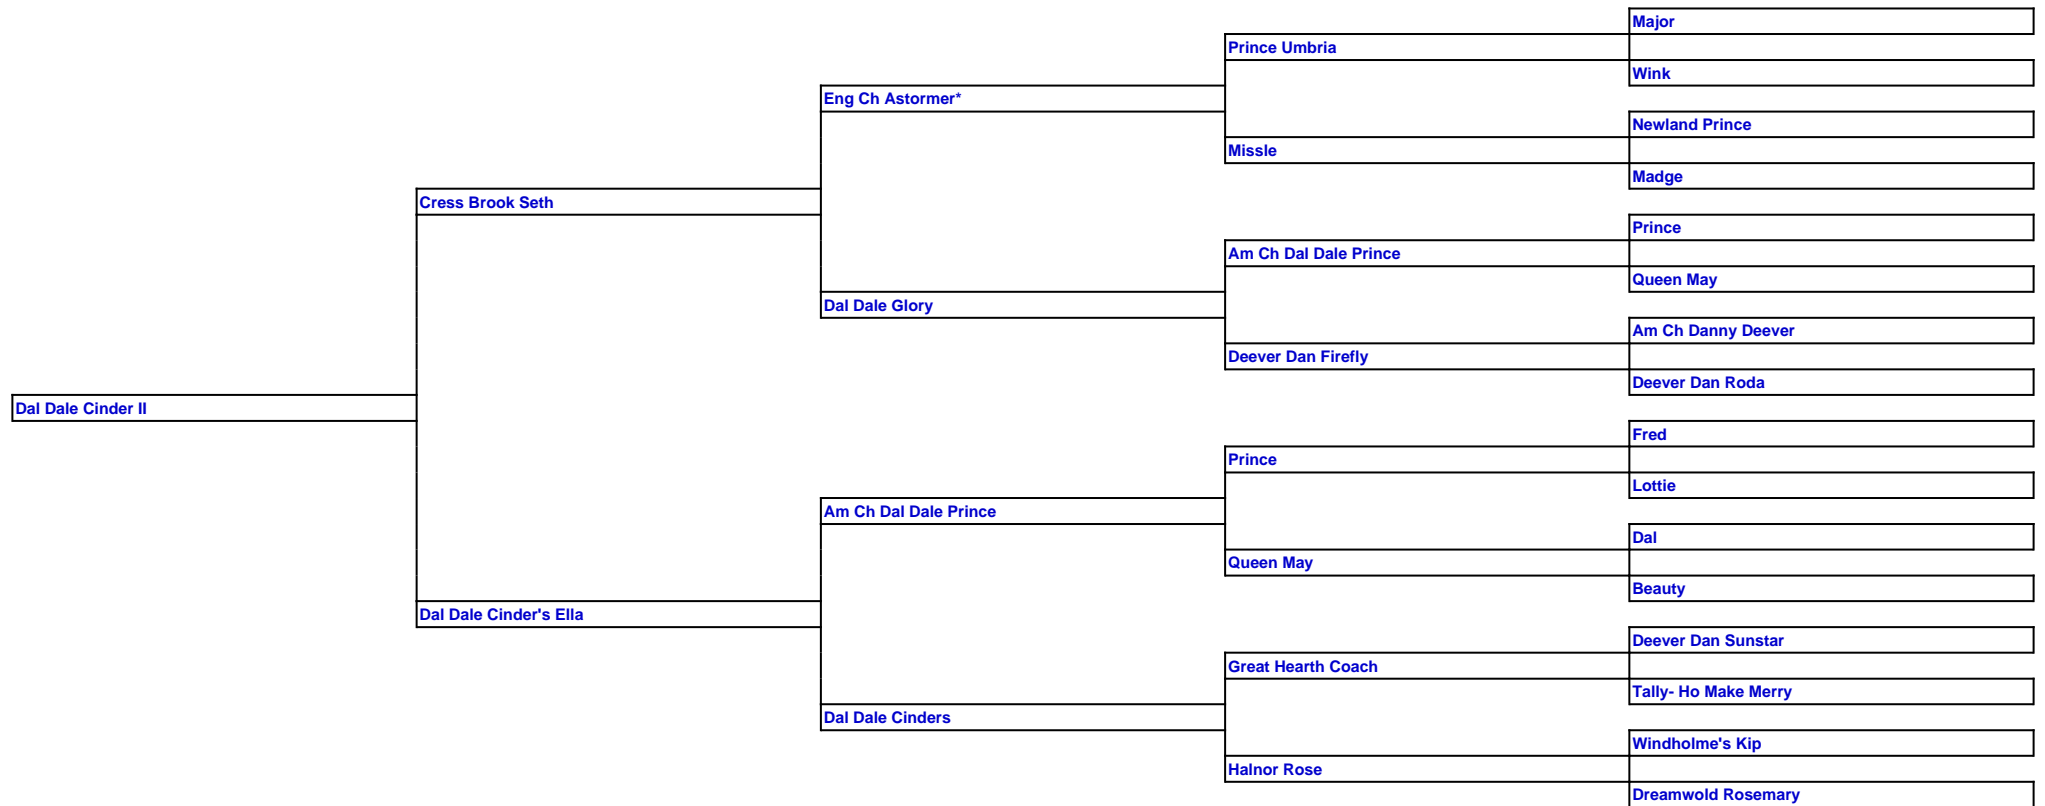 Major
Prince Umbria
Wink
Eng Ch Astormer*
Newland Prince
Missle
Madge
Cress Brook Seth
Prince
Am Ch Dal Dale Prince
Queen May
Dal Dale Glory
Am Ch Danny Deever
Deever Dan Firefly
Deever Dan Roda
Dal Dale Cinder II
Fred
Prince
Lottie
Am Ch Dal Dale Prince
Dal
Queen May
Beauty
Dal Dale Cinder's Ella
Deever Dan Sunstar
Great Hearth Coach
Tally- Ho Make Merry
Dal Dale Cinders
Windholme's Kip
Halnor Rose
Dreamwold Rosemary